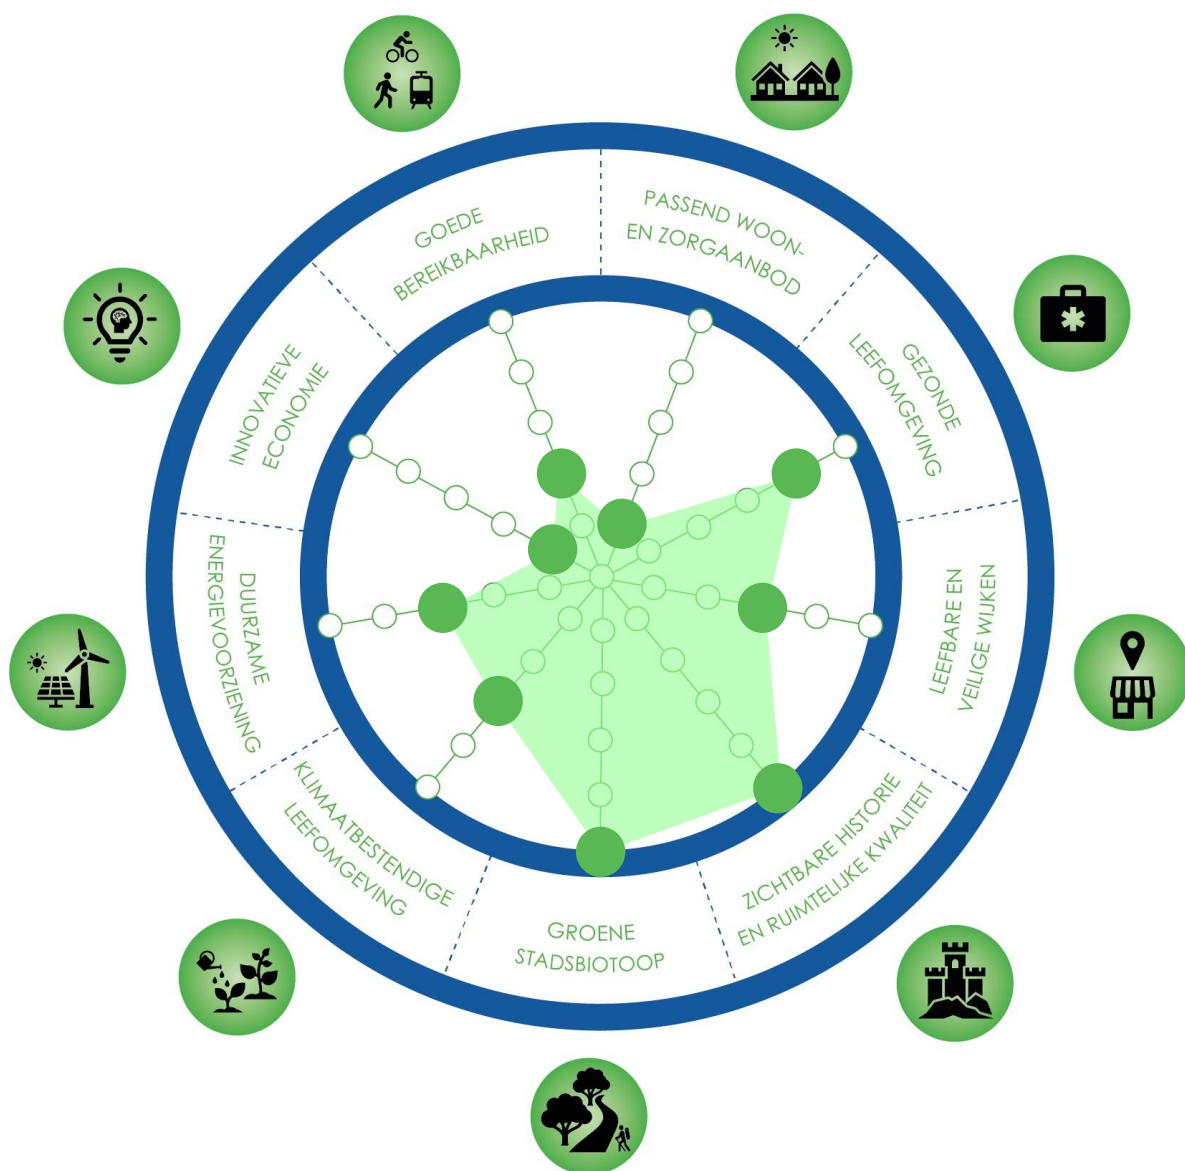 GOEDE
BEREIKBAARHEID
PASSEND WOON-
EN ZORGAANBOD
GEZONDE
LEEFOMGEVING
LEEFBARE EN
VEILIGE WIJKEN
ZICHTBARE HISTORIE
EN RUIMTELIJKE KWALITEIT
GROENE
STADSBIOTOOP
KLIMAATBESTENDIGE
LEEFOMGEVING
DUURZAME
ENERGIEVOORZIENING
INNOVATIEVE
ECONOMIE